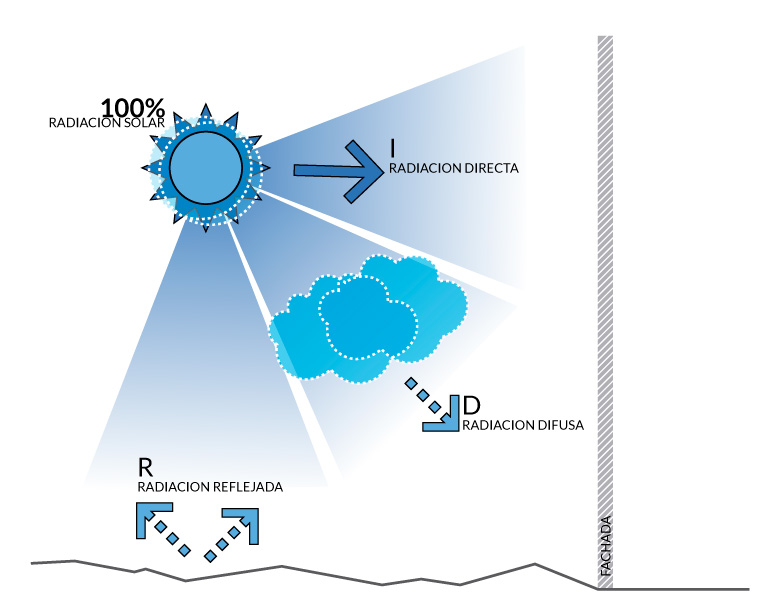 100%
RADIACION SOLAR
I
RADIACION DIRECTA
D
RADIACION DIFUSA
R
RADIACION REFLEJADA
FACHADA